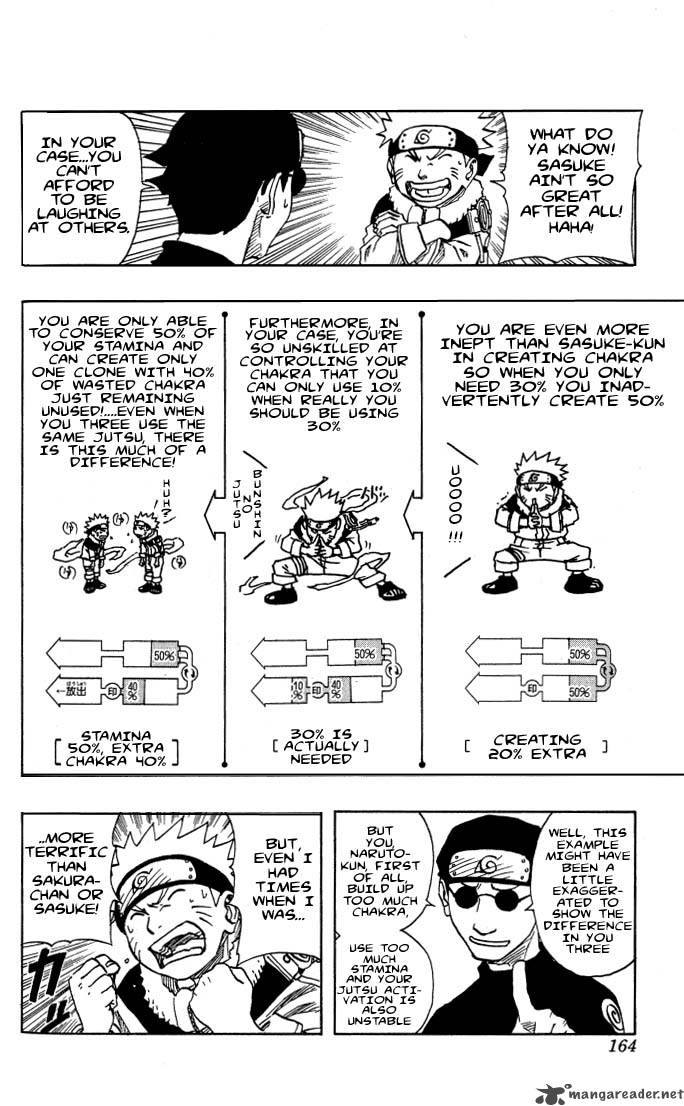 WHAT DO
YA KNOW!
SASUKE
AIN'T SO
GREAT
AFTER ALL!
HAHA!
IN YOUR
CASE...YOU
CAN'T
AFFORD
TO BE
LAUGHING
AT OTHERS.
YOU ARE EVEN MORE
INEPT THAN SASUKE-KUN
IN CREATING CHAKRA
SO WHEN YOU ONLY
NEED 30% YOU INAD-
VERTENTLY CREATE 50%
UOOOO!!!
50%
印
50%
[ CREATING
20% EXTRA ]
FURTHERMORE, IN
YOUR CASE, YOU'RE
SO UNSKILLED AT
CONTROLLING YOUR
CHAKRA THAT YOU
CAN ONLY USE 10%
WHEN REALLY YOU
SHOULD BE USING
30%
BUNSHIN
NO
JUTSU
50%
10%
印
40%
30% IS
[ ACTUALLY ]
NEEDED
YOU ARE ONLY ABLE
TO CONSERVE 50% OF
YOUR STAMINA AND
CAN CREATE ONLY
ONE CLONE WITH 40%
OF WASTED CHAKRA
JUST REMAINING
UNUSED!....EVEN WHEN
YOU THREE USE THE
SAME JUTSU, THERE
IS THIS MUCH OF A
DIFFERENCE!
HUH?
50%
←放出
印
40%
STAMINA
50%, EXTRA
[ CHAKRA 40% ]
WELL, THIS
EXAMPLE
MIGHT HAVE
BEEN A
LITTLE
EXAGGER-
ATED TO
SHOW THE
DIFFERENCE
IN YOU
THREE
BUT
YOU,
NARUTO-
KUN, FIRST
OF ALL,
BUILD UP
TOO MUCH
CHAKRA,
USE TOO
MUCH
STAMINA
AND YOUR
JUTSU ACTI-
VATION IS
ALSO
UNSTABLE
BUT,
EVEN I
HAD
TIMES
WHEN I
WAS...
..MORE
TERRIFIC
THAN
SAKURA-
CHAN OR
SASUKE!
ガッ
164
mangareader.net